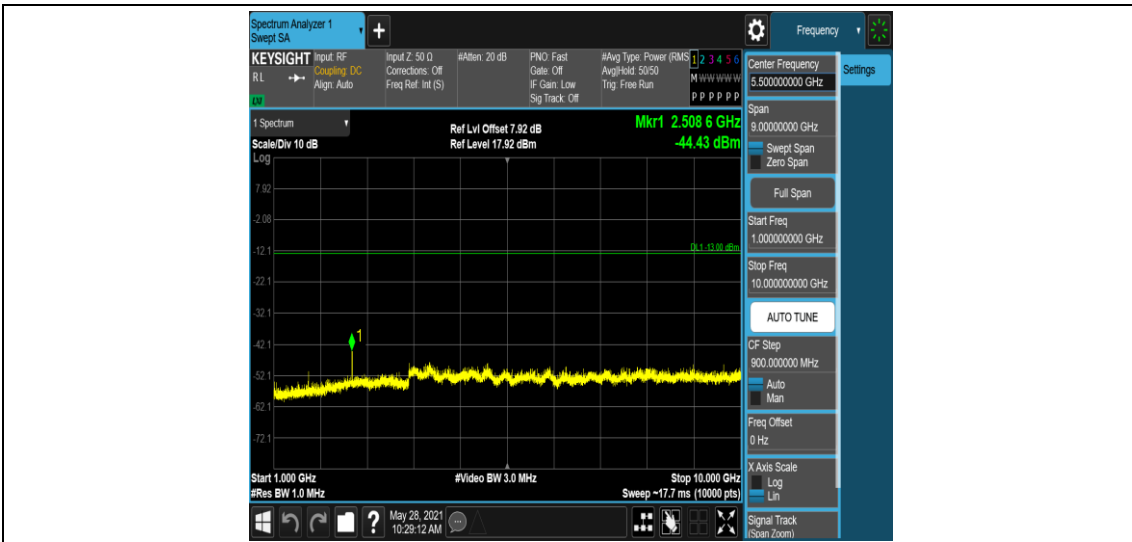 Spectrum Analyzer 1
Swept SA
+
Frequency
KEYSIGHT
RL
LXI
Input: RF
Coupling: DC
Align: Auto
Input Z: 50 Ω
Corrections: Off
Freq Ref: Int (S)
#Atten: 20 dB
PNO: Fast
Gate: Off
IF Gain: Low
Sig Track: Off
#Avg Type: Power (RMS
Avg|Hold: 50/50
Trig: Free Run
1 2 3 4 5 6
M W W W W W
P P P P P P
1 Spectrum
Scale/Div 10 dB
Log
Ref Lvl Offset 7.92 dB
Ref Level 17.92 dBm
Mkr1 2.508 6 GHz
-44.43 dBm
7.92
-2.08
-12.1
DL1 -13.00 dBm
-22.1
-32.1
1
-42.1
-52.1
-62.1
-72.1
Start 1.000 GHz
#Res BW 1.0 MHz
#Video BW 3.0 MHz
Stop 10.000 GHz
Sweep ~17.7 ms (10000 pts)
?
May 28, 2021
10:29:12 AM
Center Frequency
5.500000000 GHz
Settings
Span
9.00000000 GHz
Swept Span
Zero Span
Full Span
Start Freq
1.000000000 GHz
Stop Freq
10.000000000 GHz
AUTO TUNE
CF Step
900.000000 MHz
Auto
Man
Freq Offset
0 Hz
X Axis Scale
Log
Lin
Signal Track
(Span Zoom)